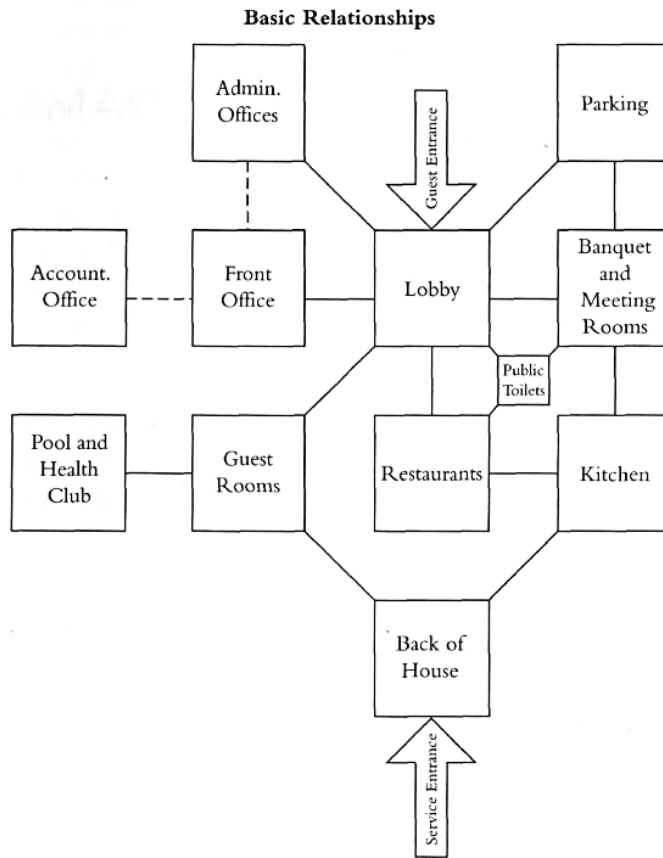 Basic Relationships
Admin.
Offices
Guest Entrance
Parking
Account.
Office
Front
Office
Lobby
Banquet
and
Meeting
Rooms
Public
Toilets
Pool and
Health
Club
Guest
Rooms
Restaurants
Kitchen
Back of
House
Service Entrance